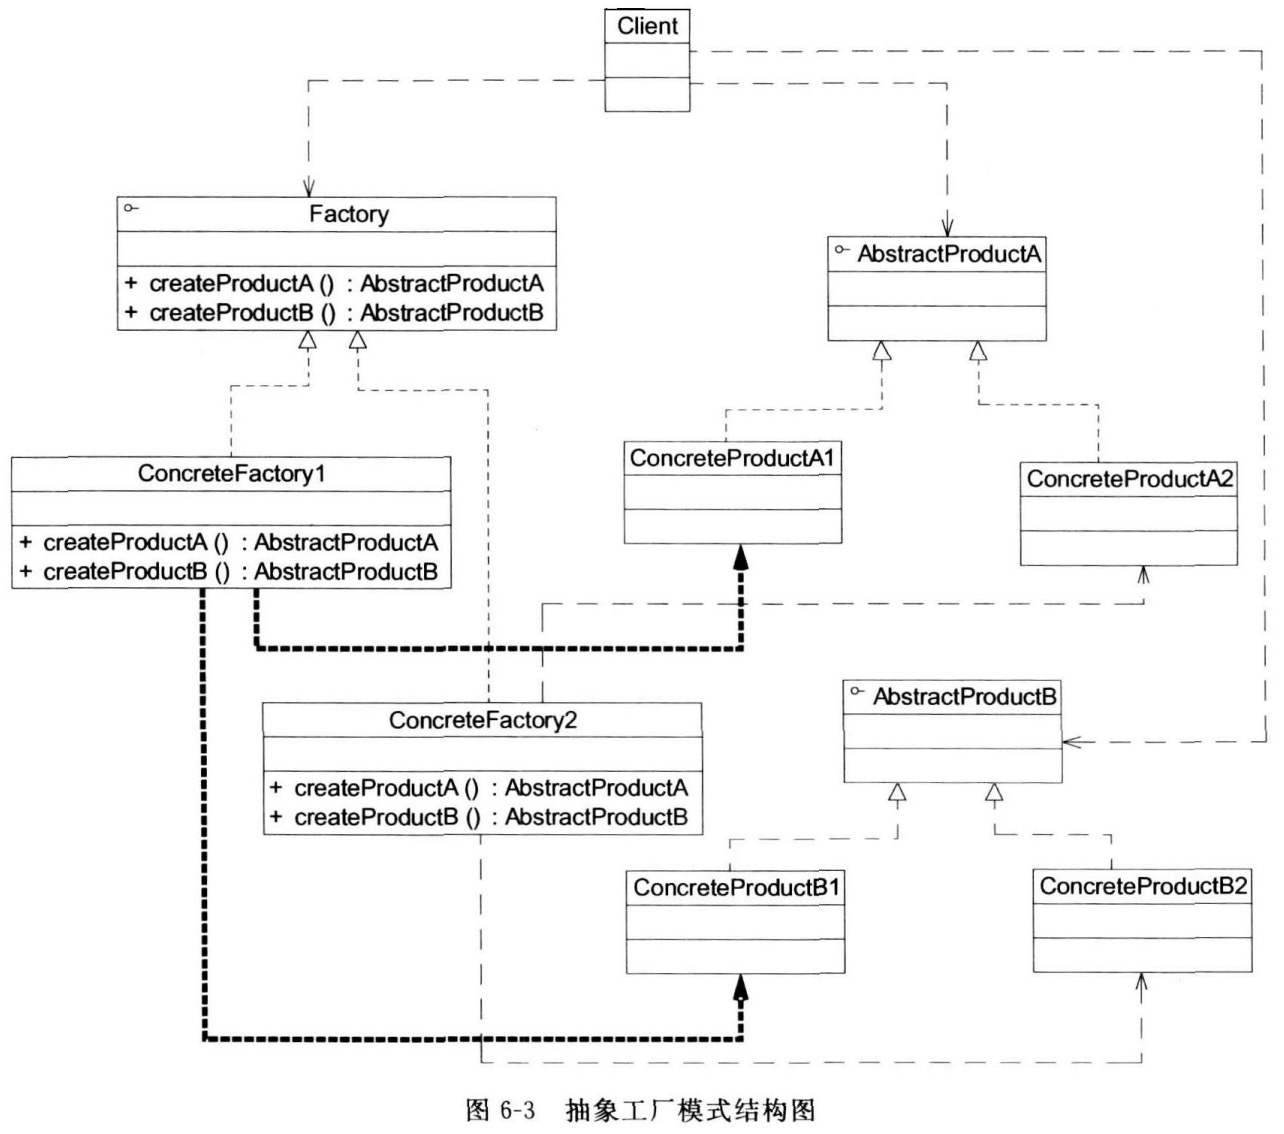 Client
Factory
+ createProductA () : AbstractProductA
+ createProductB () : AbstractProductB
AbstractProductA
ConcreteFactory1
+ createProductA () : AbstractProductA
+ createProductB () : AbstractProductB
ConcreteProductA1
ConcreteProductA2
ConcreteFactory2
+ createProductA () : AbstractProductA
+ createProductB () : AbstractProductB
AbstractProductB
ConcreteProductB1
ConcreteProductB2
图 6-3 抽象工厂模式结构图